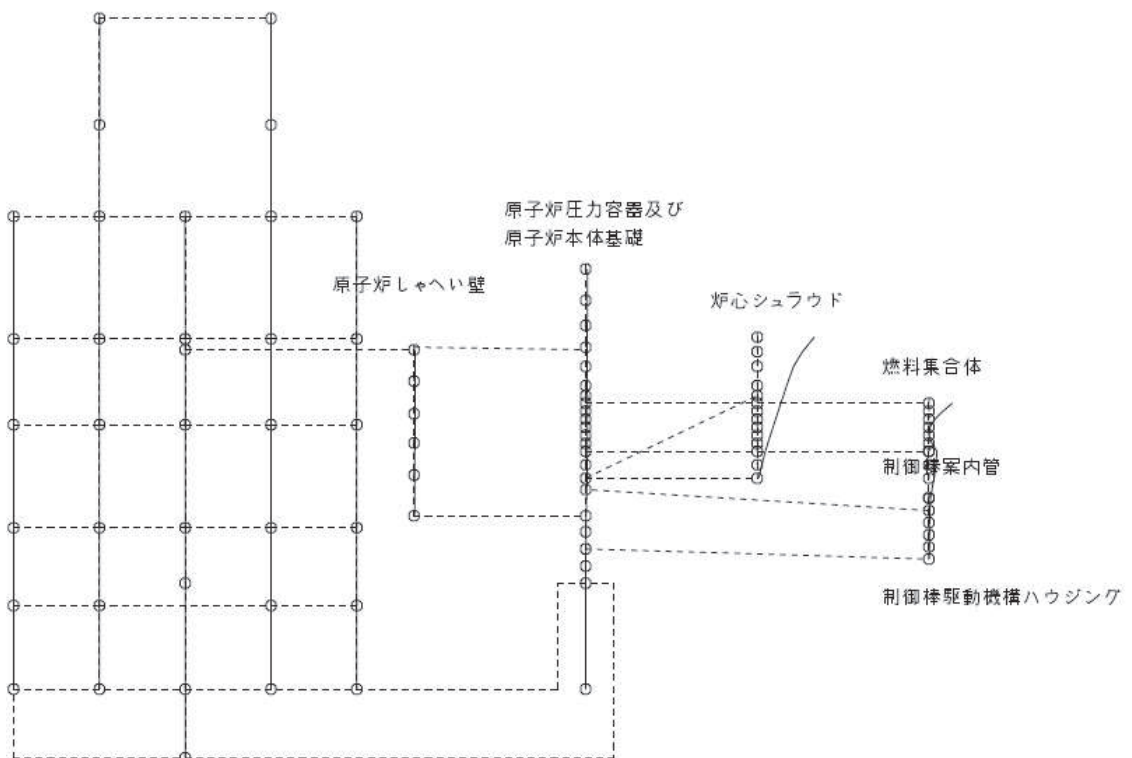 原子炉圧力容器及び
原子炉本体基礎
原子炉しゃへい壁
炉心シュラウド
燃料集合体
制御棒案内管
制御棒駆動機構ハウジング